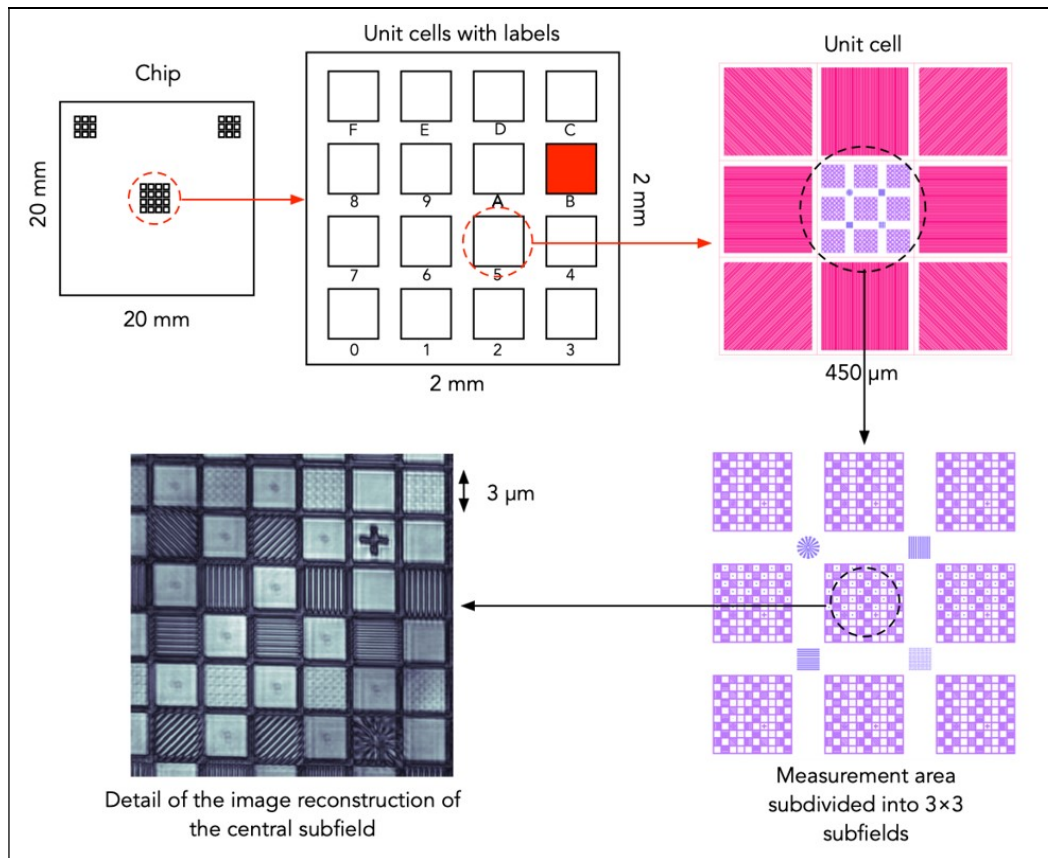 Unit cells with labels
Unit cell
Chip
F E D C
20 mm
8 9 A B
2 mm
7 6 5 4
20 mm
0 1 2 3
2 mm
450 µm
3 µm
Detail of the image reconstruction of
the central subfield
Measurement area
subdivided into 3×3
subfields